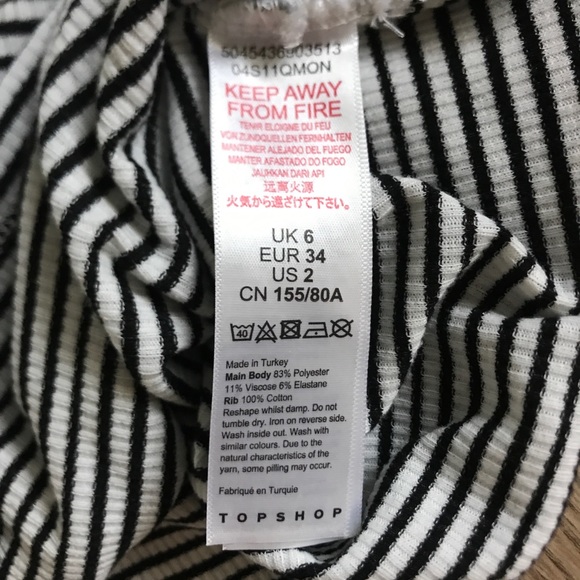 5045436903513
04S11QMON
KEEP AWAY
FROM FIRE
TENIR ELOIGNE DU FEU
VON ZUNDQUELLEN FERNHALTEN
MANTENER ALEJADO DEL FUEGO
MANTER AFASTADO DO FOGO
JAUHKAN DARI API
远离火源
火気から遠ざけて下さい。
UK 6
EUR 34
US 2
CN 155/80A
40
Made in Turkey
Main Body 83% Polyester
11% Viscose 6% Elastane
Rib 100% Cotton
Reshape whilst damp. Do not
tumble dry. Iron on reverse side.
Wash inside out. Wash with
similar colours. Due to the
natural characteristics of the
yarn, some pilling may occur.
Fabriqué en Turquie
TOPSHOP